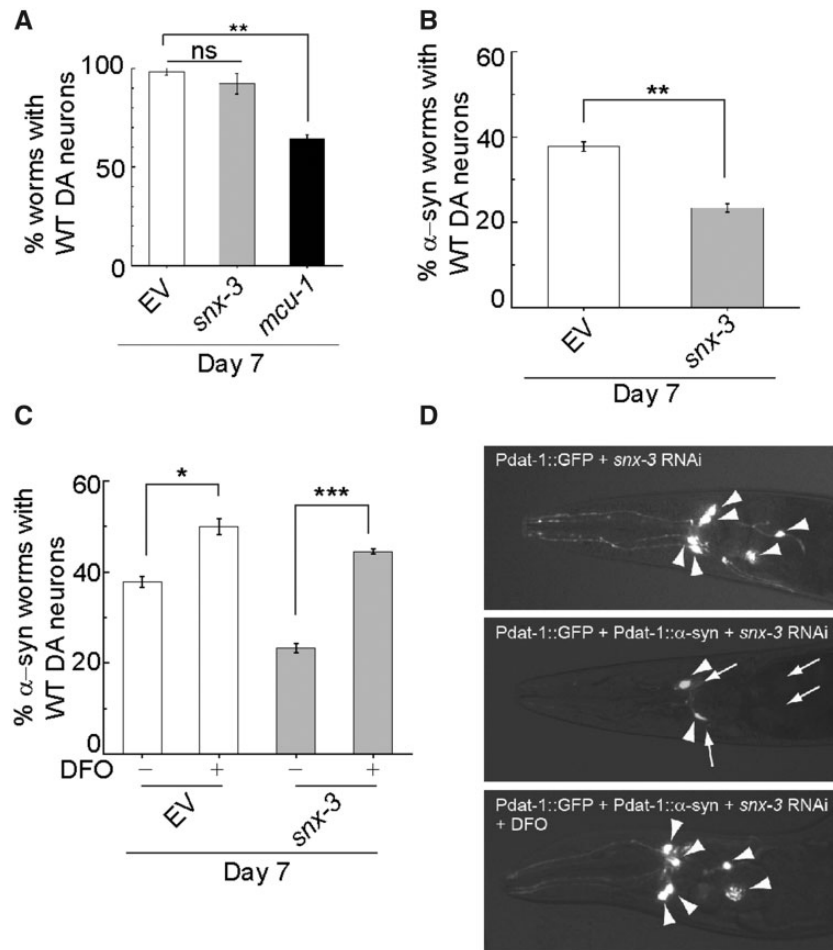 A
% worms with
WT DA neurons
100
50
0
**
ns
EV
snx-3
mcu-1
Day 7
B
% α–syn worms with
WT DA neurons
60
40
20
0
**
EV
snx-3
Day 7
C
% α–syn worms with
WT DA neurons
60
40
20
0
*
***
DFO – + – +
EV
snx-3
Day 7
D
Pdat-1::GFP + snx-3 RNAi
Pdat-1::GFP + Pdat-1::α-syn + snx-3 RNAi
Pdat-1::GFP + Pdat-1::α-syn + snx-3 RNAi
+ DFO